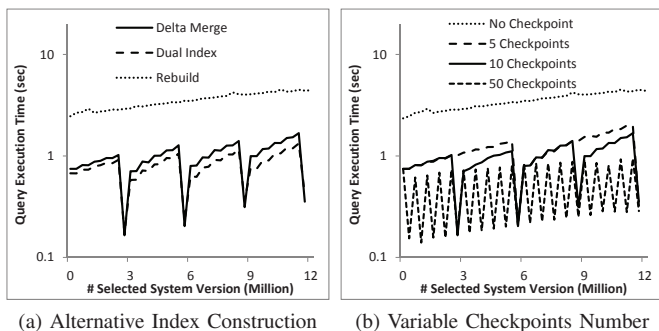 Query Execution Time (sec)
10
1
0.1
Delta Merge
Dual Index
Rebuild
0 3 6 9 12
# Selected System Version (Million)
(a) Alternative Index Construction
Query Execution Time (sec)
10
1
0.1
No Checkpoint
5 Checkpoints
10 Checkpoints
50 Checkpoints
0 3 6 9 12
# Selected System Version (Million)
(b) Variable Checkpoints Number